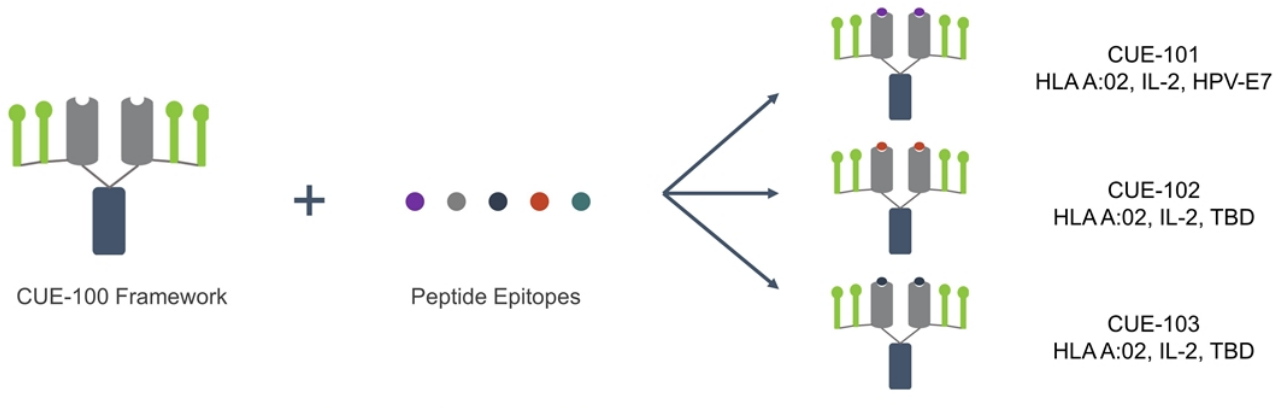 CUE-100 Framework
+
Peptide Epitopes
CUE-101
HLA A:02, IL-2, HPV-E7
CUE-102
HLA A:02, IL-2, TBD
CUE-103
HLA A:02, IL-2, TBD